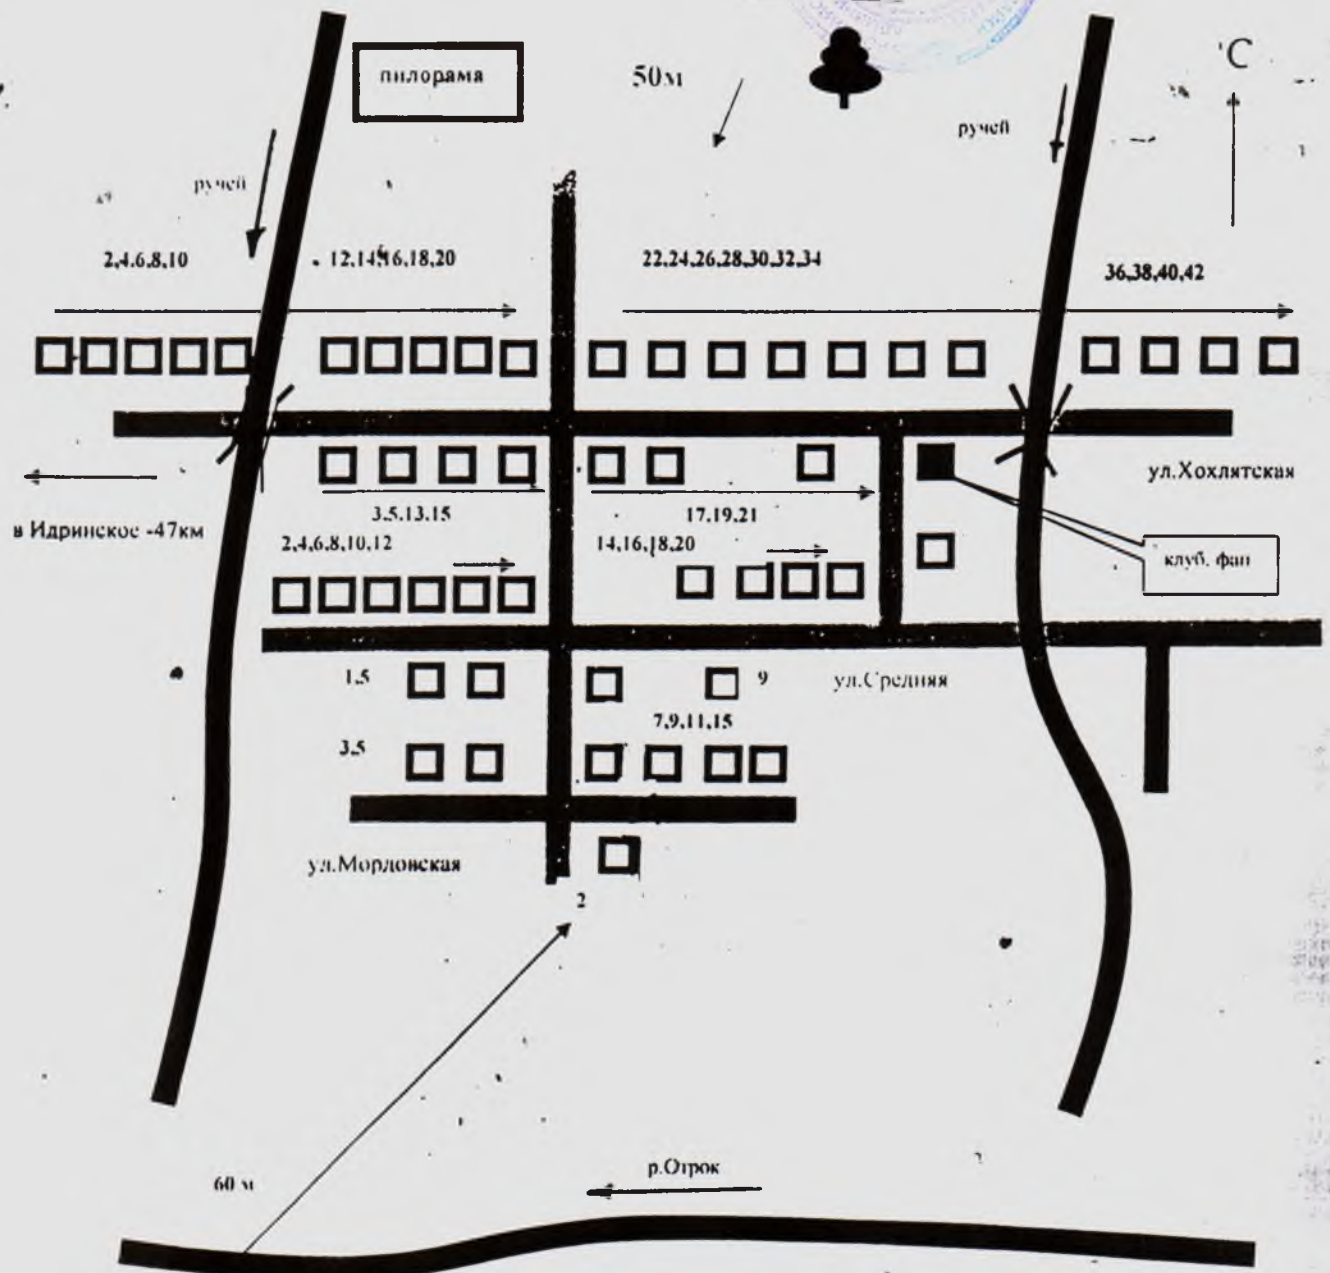 пилорама
50м
С
ручей
ручей
2,4.6,8,10
12,14,16,18,20
22,24,26,28,30,32,34
36,38,40,42
ул.Хохлятская
в Идринское -47км
3.5.13.15
17.19.21
2,4,6,8,10,12
14,16,18,20
клуб. фап
1.5
9
ул.Средняя
7,9,11,15
3.5
ул.Мордовская
2
60 м
р.Отрок